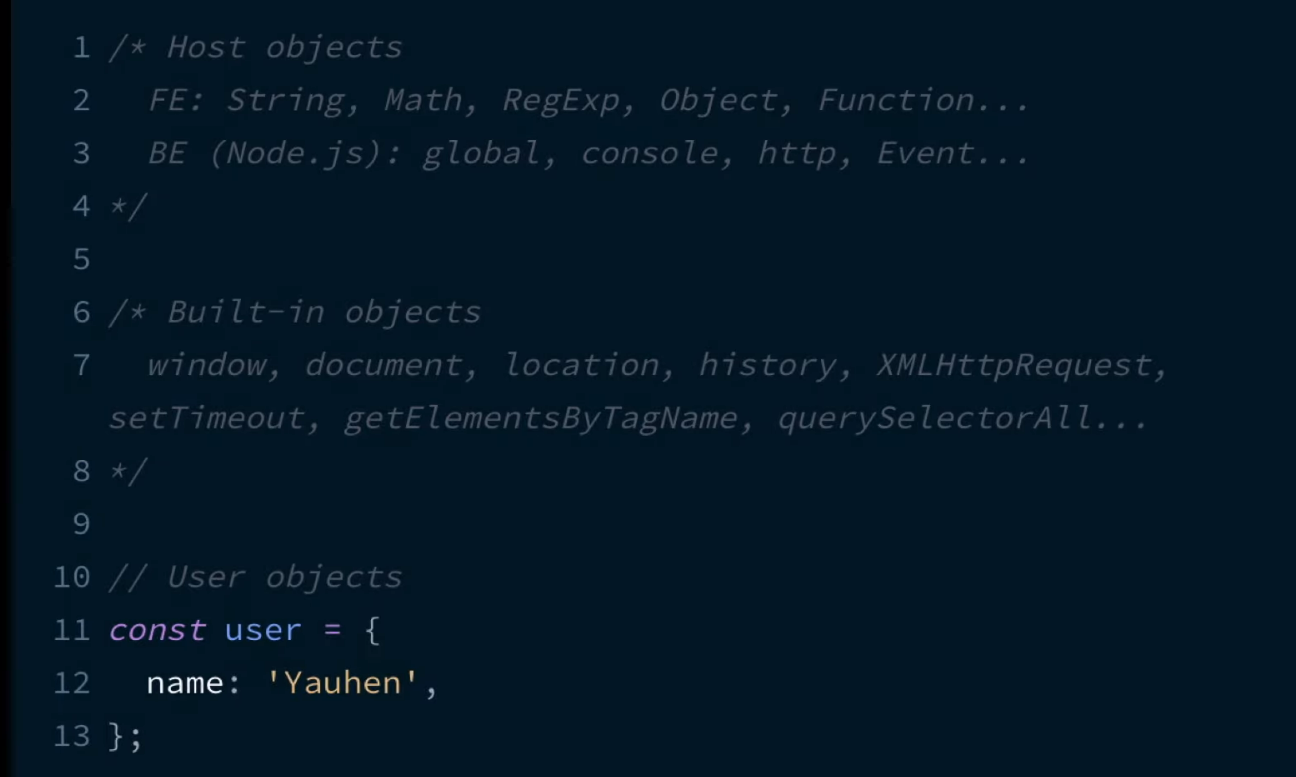 1 /* Host objects
2 FE: String, Math, RegExp, Object, Function...
3 BE (Node.js): global, console, http, Event...
4 */
5
6 /* Built-in objects
7 window, document, location, history, XMLHttpRequest,
setTimeout, getElementsByTagName, querySelectorAll...
8 */
9
10 // User objects
11 const user = {
12 name: 'Yauhen',
13 };